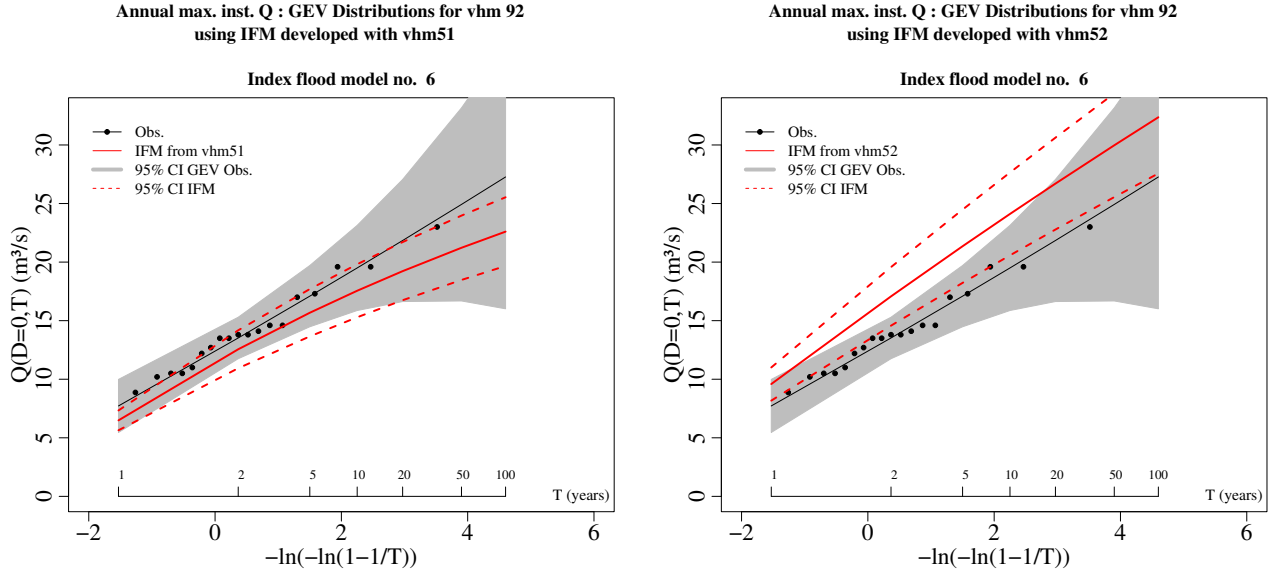 Annual max. inst. Q : GEV Distributions for vhm 92
using IFM developed with vhm51
Index flood model no. 6
Obs.
IFM from vhm51
95% CI GEV Obs.
95% CI IFM
Q(D=0,T) (m³/s)
30
25
20
15
10
5
0
1 2 5 10 20 50 100
T (years)
−2 0 2 4 6
−ln(−ln(1−1/T))
Annual max. inst. Q : GEV Distributions for vhm 92
using IFM developed with vhm52
Index flood model no. 6
Obs.
IFM from vhm52
95% CI GEV Obs.
95% CI IFM
Q(D=0,T) (m³/s)
30
25
20
15
10
5
0
1 2 5 10 20 50 100
T (years)
−2 0 2 4 6
−ln(−ln(1−1/T))